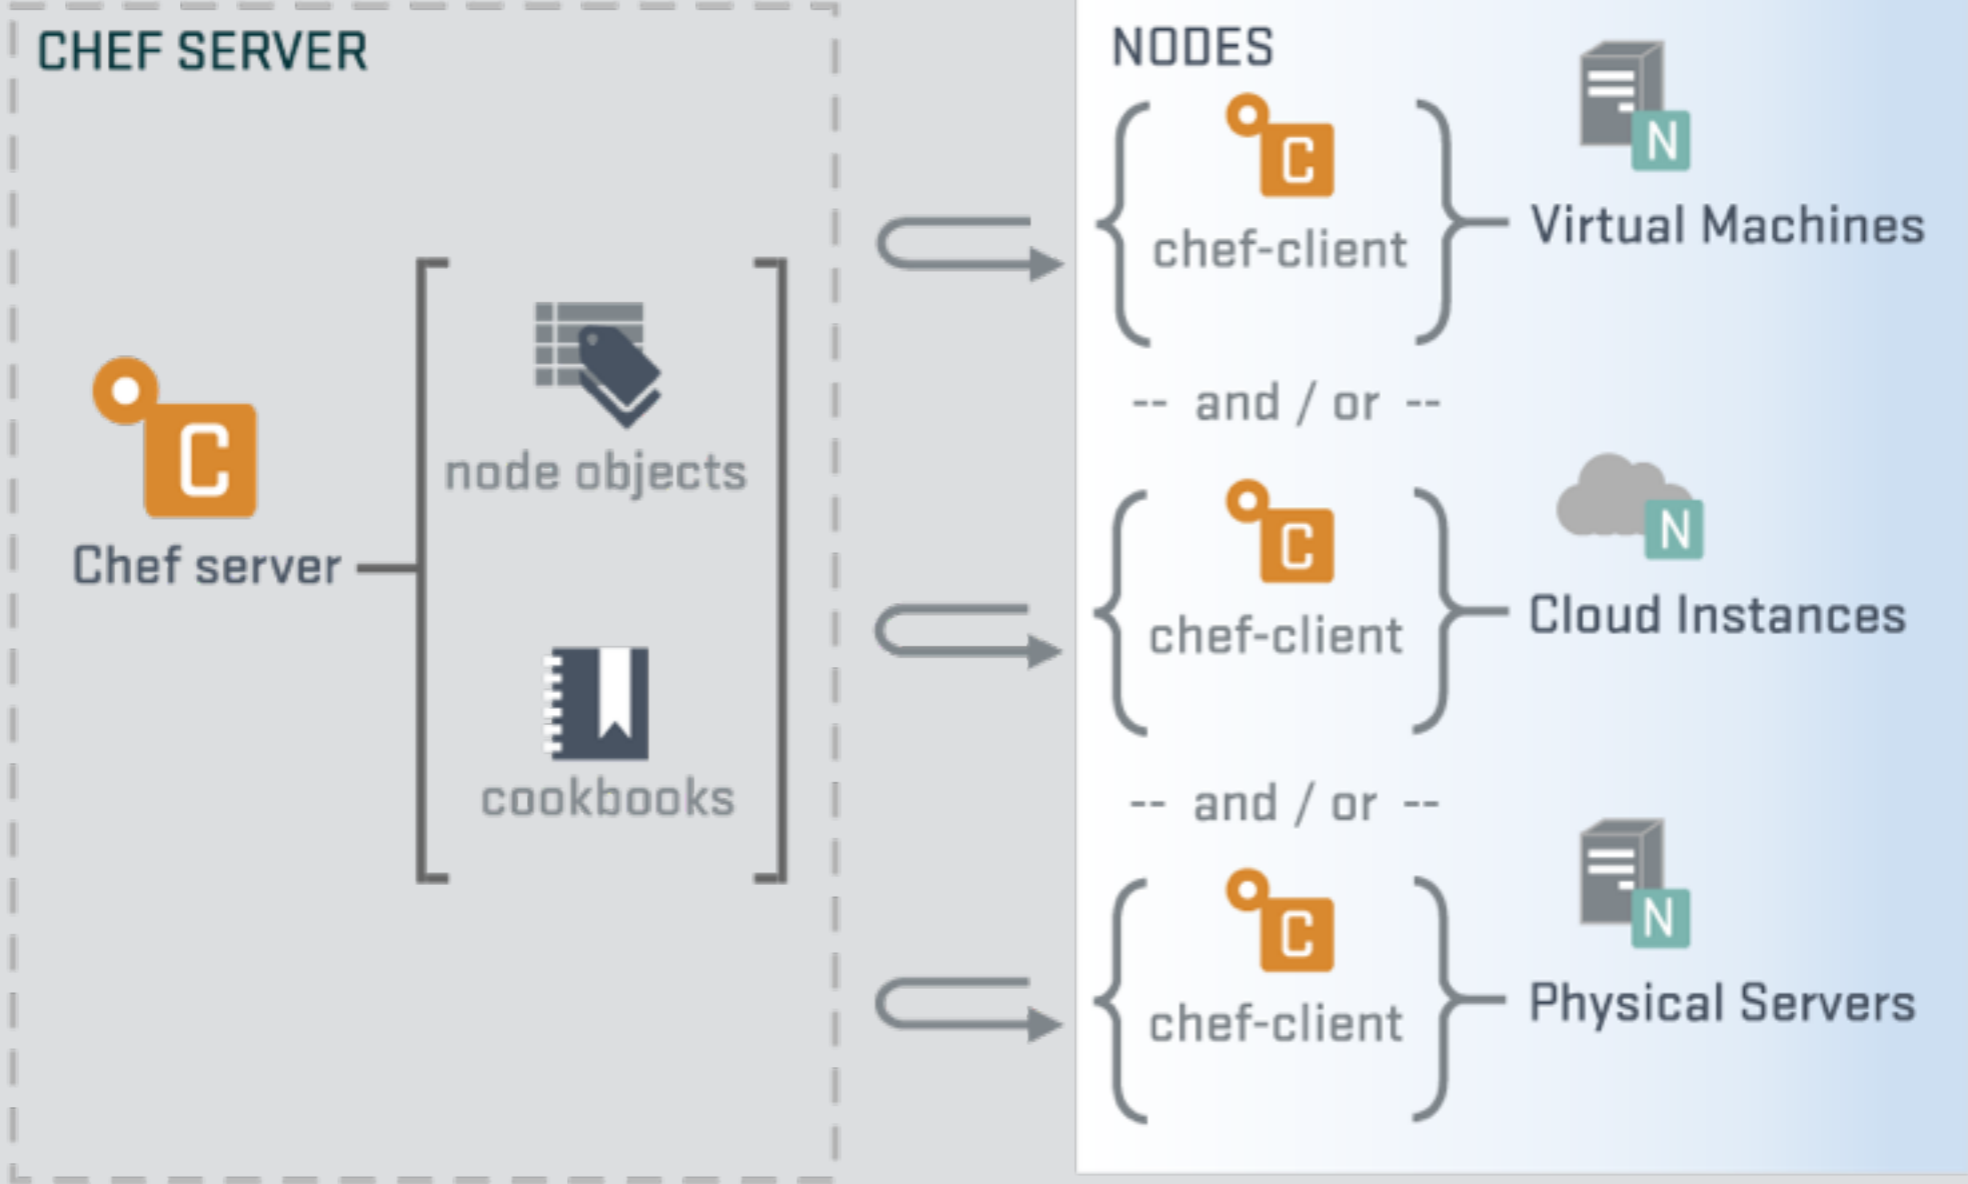 CHEF SERVER
C
Chef server
node objects
cookbooks
NODES
C
chef-client
N
Virtual Machines
-- and / or --
C
chef-client
N
Cloud Instances
-- and / or --
C
chef-client
N
Physical Servers